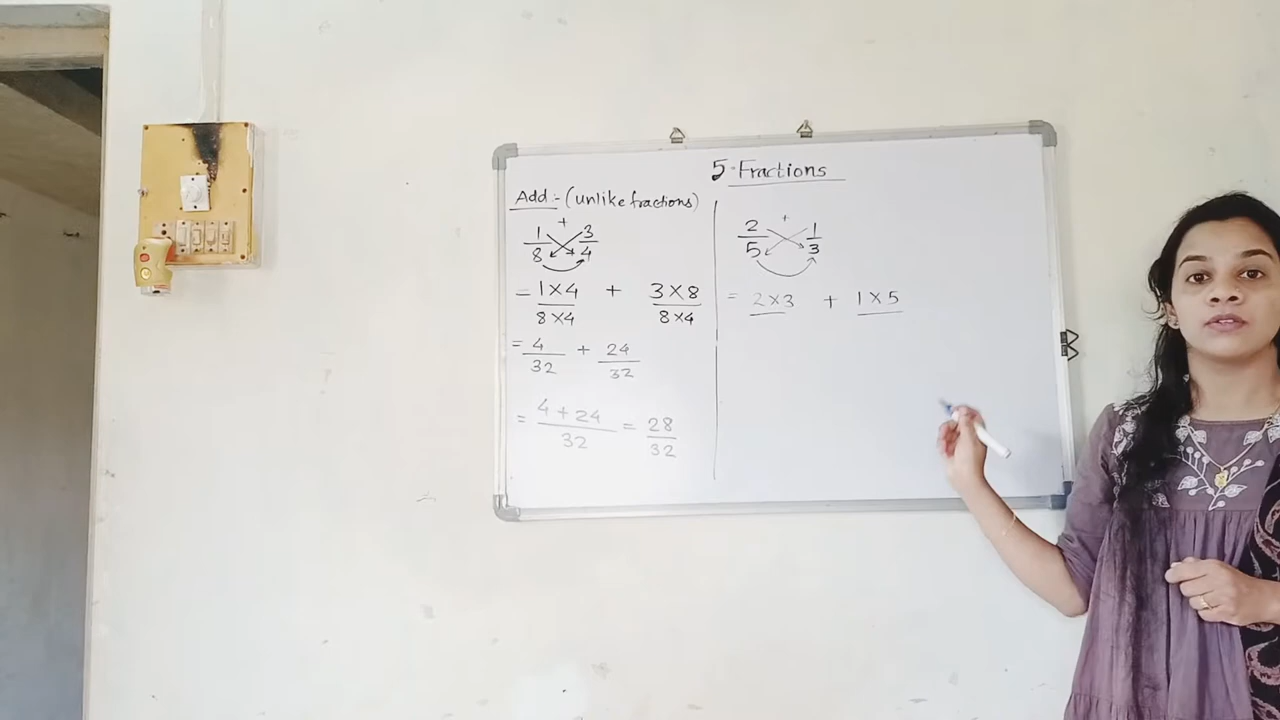 5. Fractions
Add:- (unlike fractions)
1/8 + 3/4
= 1×4/8×4 + 3×8/8×4
= 4/32 + 24/32
= 4+24/32 = 28/32
2/5 + 1/3
= 2×3 + 1×5